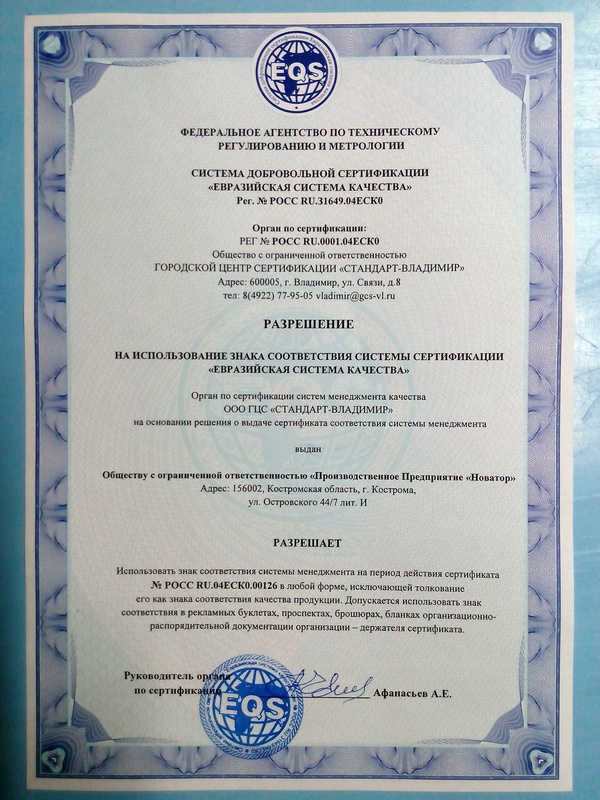 EQS
ФЕДЕРАЛЬНОЕ АГЕНТСТВО ПО ТЕХНИЧЕСКОМУ
РЕГУЛИРОВАНИЮ И МЕТРОЛОГИИ
СИСТЕМА ДОБРОВОЛЬНОЙ СЕРТИФИКАЦИИ
«ЕВРАЗИЙСКАЯ СИСТЕМА КАЧЕСТВА»
Рег. № РОСС RU.31649.04ЕСК0
Орган по сертификации:
РЕГ № РОСС RU.0001.04ЕСК0
Общество с ограниченной ответственностью
ГОРОДСКОЙ ЦЕНТР СЕРТИФИКАЦИИ «СТАНДАРТ-ВЛАДИМИР»
Адрес: 600005, г. Владимир, ул. Связи, д.8
тел: 8(4922) 77-95-05 vladimir@gcs-vl.ru
РАЗРЕШЕНИЕ
НА ИСПОЛЬЗОВАНИЕ ЗНАКА СООТВЕТСТВИЯ СИСТЕМЫ СЕРТИФИКАЦИИ
«ЕВРАЗИЙСКАЯ СИСТЕМА КАЧЕСТВА»
Орган по сертификации систем менеджмента качества
ООО ГЦС «СТАНДАРТ-ВЛАДИМИР»
на основании решения о выдаче сертификата соответствия системы менеджмента
выдан
Обществу с ограниченной ответственностью «Производственное Предприятие «Новатор»
Адрес: 156002, Костромская область, г. Кострома,
ул. Островского 44/7 лит. И
РАЗРЕШАЕТ
Использовать знак соответствия системы менеджмента на период действия сертификата
№ РОСС RU.04ЕСК0.00126 в любой форме, исключающей толкование
его как знака соответствия качества продукции. Допускается использовать знак
соответствия в рекламных буклетах, проспектах, брошюрах, бланках организационно-
распорядительной документации организации – держателя сертификата.
Руководитель органа
по сертификации
Афанасьев А.Е.
EQS